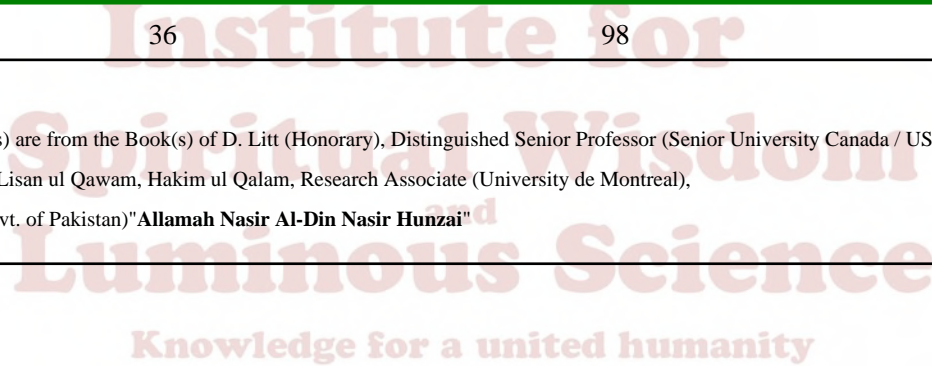 Institute for
36 98
Spiritual Wisdom
s) are from the Book(s) of D. Litt (Honorary), Distinguished Senior Professor (Senior University Canada / US
Lisan ul Qawam, Hakim ul Qalam, Research Associate (University de Montreal),
and
vt. of Pakistan)"Allamah Nasir Al-Din Nasir Hunzai"
Luminous Science
Knowledge for a united humanity